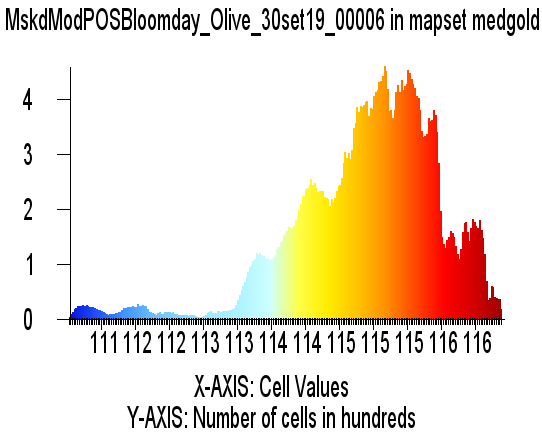 MskdModPOSBloomday_Olive_30set19_00006 in mapset medgold
4
3
2
1
0
111 112 112 113 113 114 114 115 115 115 116 116
X-AXIS: Cell Values
Y-AXIS: Number of cells in hundreds